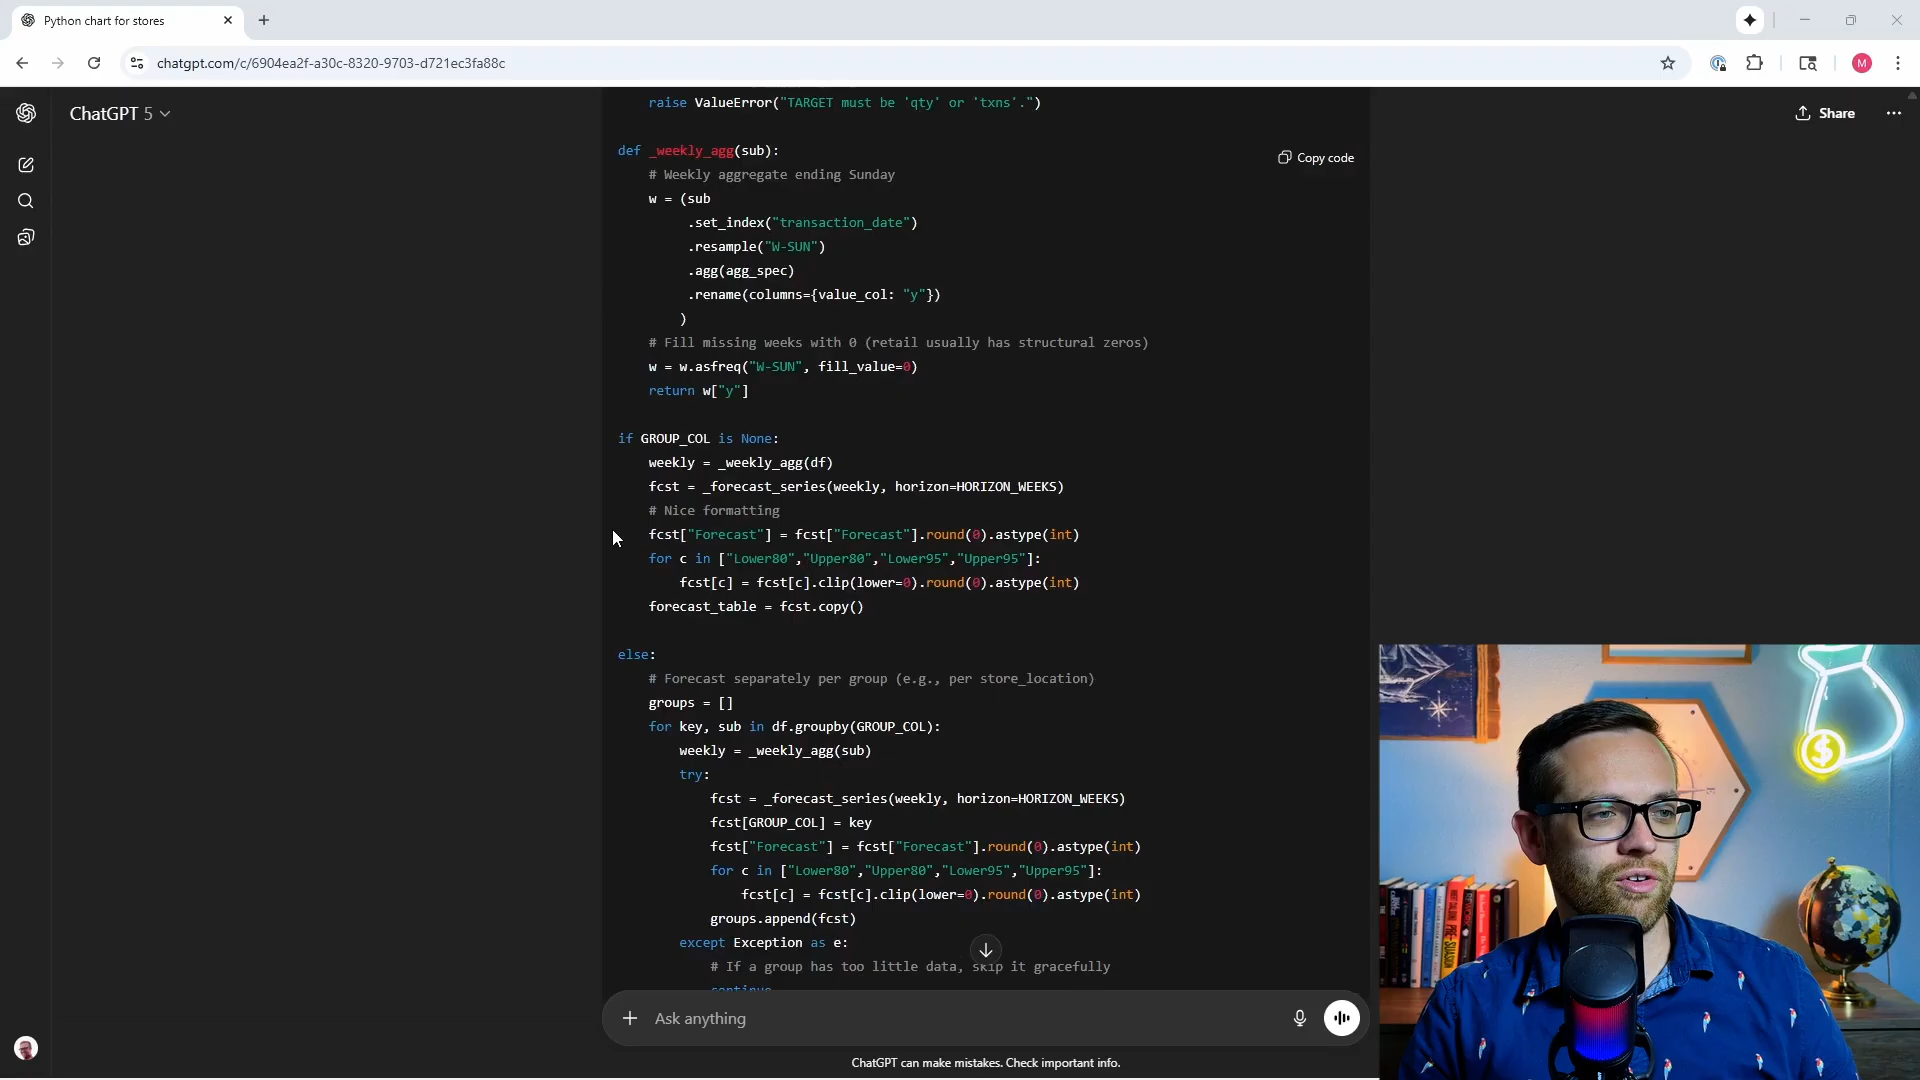 Python chart for stores
chatgpt.com/c/6904ea2f-a30c-8320-9703-d721ec3fa88c
M
ChatGPT 5
Share
Copy code
raise ValueError("TARGET must be 'qty' or 'txns'.")
def _weekly_agg(sub):
# Weekly aggregate ending Sunday
w = (sub
.set_index("transaction_date")
.resample("W-SUN")
.agg(agg_spec)
.rename(columns={value_col: "y"})
)
# Fill missing weeks with 0 (retail usually has structural zeros)
w = w.asfreq("W-SUN", fill_value=0)
return w["y"]
if GROUP_COL is None:
weekly = _weekly_agg(df)
fcst = _forecast_series(weekly, horizon=HORIZON_WEEKS)
# Nice formatting
fcst["Forecast"] = fcst["Forecast"].round(0).astype(int)
for c in ["Lower80","Upper80","Lower95","Upper95"]:
fcst[c] = fcst[c].clip(lower=0).round(0).astype(int)
forecast_table = fcst.copy()
else:
# Forecast separately per group (e.g., per store_location)
groups = []
for key, sub in df.groupby(GROUP_COL):
weekly = _weekly_agg(sub)
try:
fcst = _forecast_series(weekly, horizon=HORIZON_WEEKS)
fcst[GROUP_COL] = key
fcst["Forecast"] = fcst["Forecast"].round(0).astype(int)
for c in ["Lower80","Upper80","Lower95","Upper95"]:
fcst[c] = fcst[c].clip(lower=0).round(0).astype(int)
groups.append(fcst)
except Exception as e:
# If a group has too little data, skip it gracefully
continue
Ask anything
ChatGPT can make mistakes. Check important info.
$